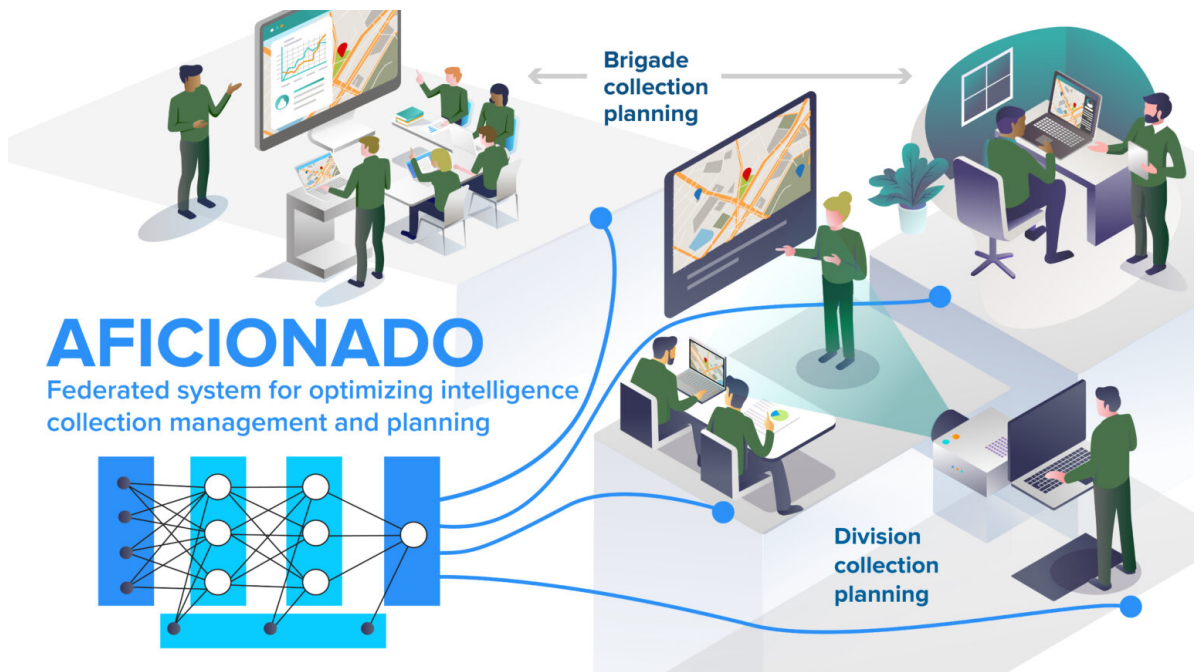 Brigade
collection
planning
AFICIONADO
Federated system for optimizing intelligence
collection management and planning
Division
collection
planning